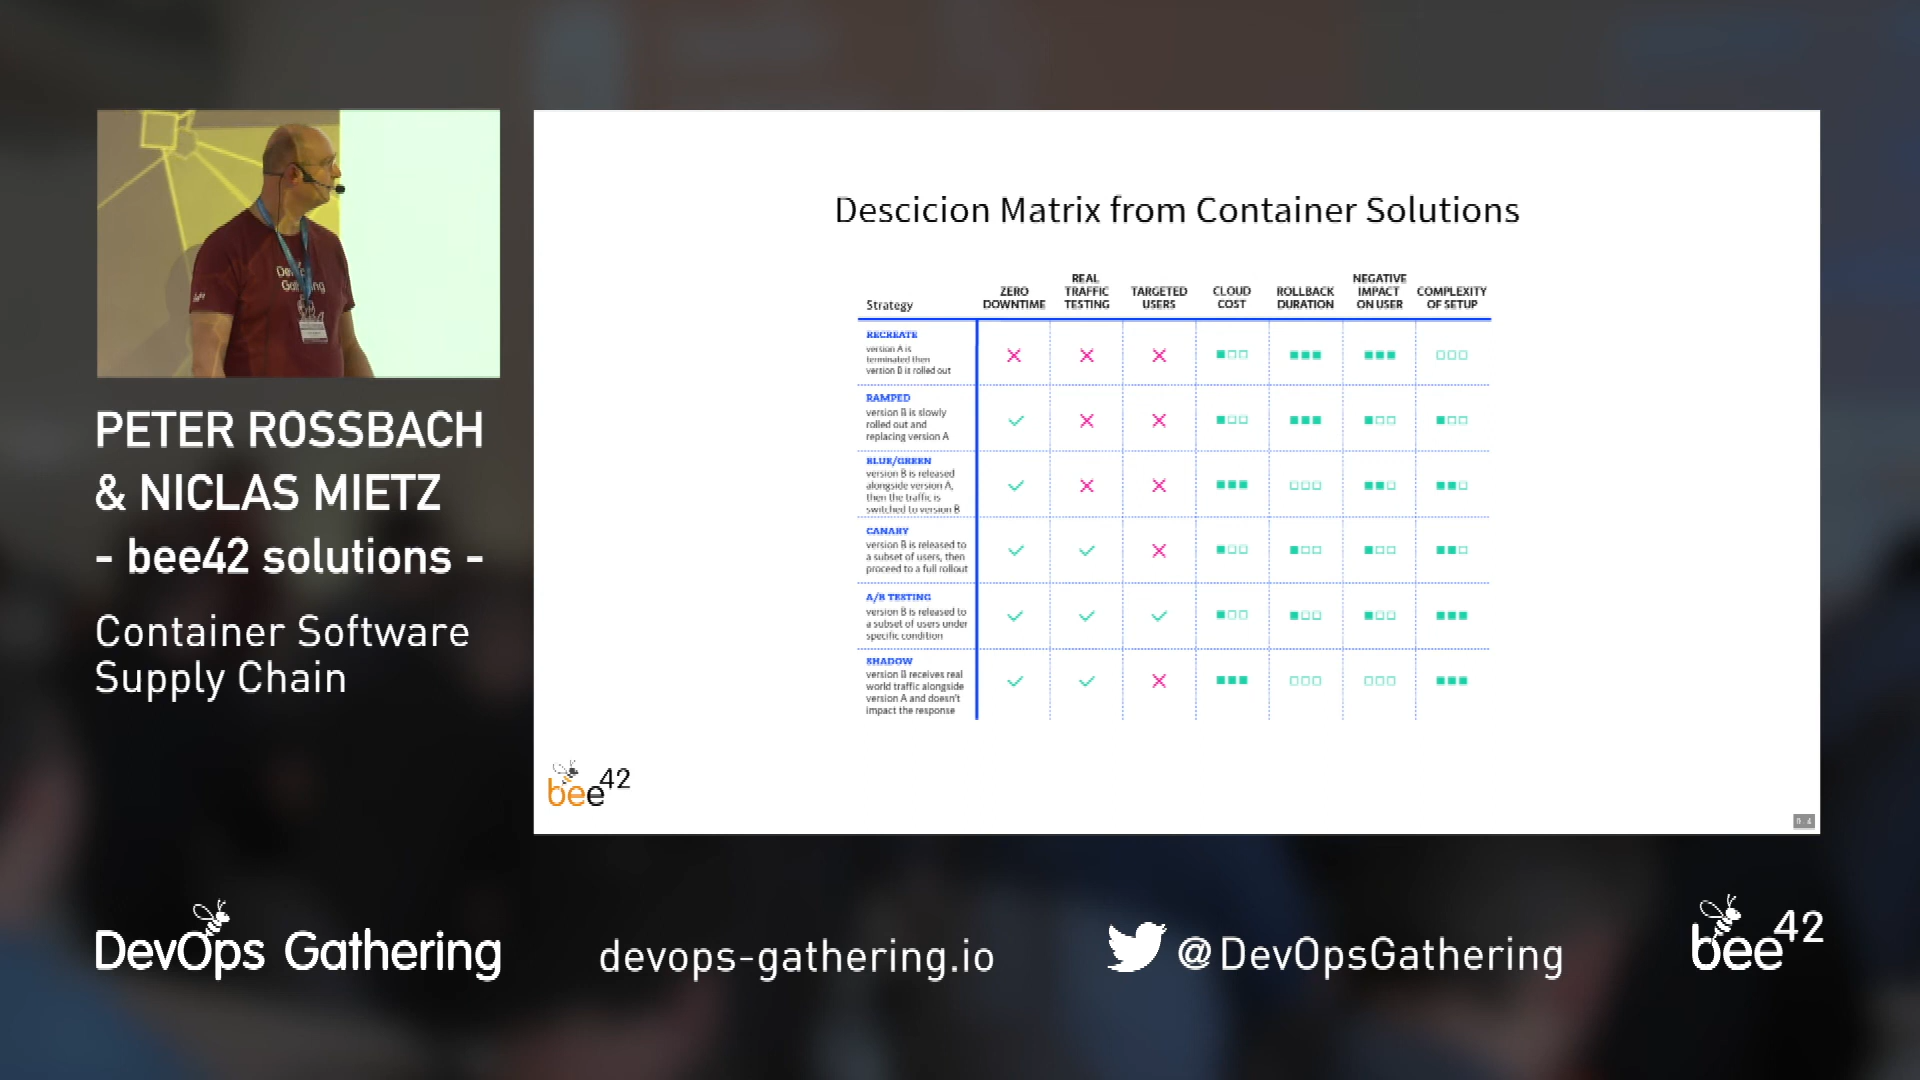 PETER ROSSBACH
& NICLAS MIETZ
- bee42 solutions -
Container Software
Supply Chain
Descicion Matrix from Container Solutions
Strategy
ZERO
DOWNTIME
REAL
TRAFFIC
TESTING
TARGETED
USERS
CLOUD
COST
ROLLBACK
DURATION
NEGATIVE
IMPACT
ON USER
COMPLEXITY
OF SETUP
RECREATE
version A is
terminated then
version B is rolled out
RAMPED
version B is slowly
rolled out and
replacing version A
BLUE/GREEN
version B is released
alongside version A,
then the traffic is
switched to version B
CANARY
version B is released to
a subset of users, then
proceed to a full rollout
A/B TESTING
version B is released to
a subset of users under
specific condition
SHADOW
version B receives real
world traffic alongside
version A and doesn't
impact the response
bee42
DevOps Gathering
devops-gathering.io
@DevOpsGathering
bee42